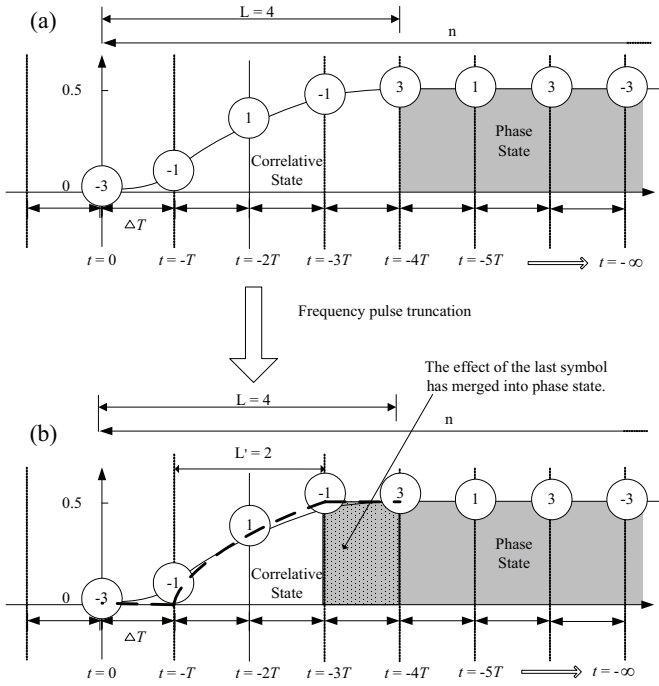 (a)
L = 4
n
0.5
-3 -1 1 -1 3 1 3 -3
Correlative
State
Phase
State
0
ΔT
t = 0 t = -T t = -2T t = -3T t = -4T t = -5T t = - ∞
Frequency pulse truncation
The effect of the last symbol
has merged into phase state.
(b)
L = 4
n
L' = 2
0.5
-3 -1 1 -1 3 1 3 -3
Correlative
State
Phase
State
0
ΔT
t = 0 t = -T t = -2T t = -3T t = -4T t = -5T t = -∞